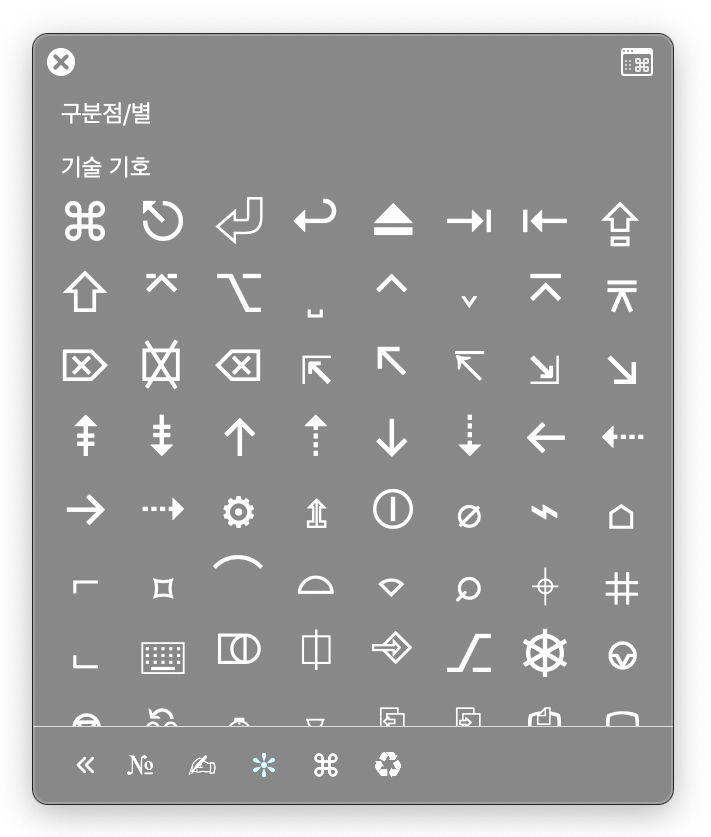 구분점/별
기술 기호
⌘ ⎋ ⮐ ↩ ⏏ ⇥ ⇤ ⇪
⇧ ⌤ ⌥ ⎵ ⌃ ⌄ ⌅ ⌆
⌦ ⌧ ⌫ ⇱ ↖ ⇲ ↘
⇞ ⇟ ↑ ⇡ ↓ ⇣ ← ⇠
→ ⇢ ⚙ ⇭ ⌀ ⌁ ⌂
⌌ ⌑ ⌒ ⌓ ⌔ ⌕ ⌖ #
⌞ ⌨ ⎆ ⎇ ⎈ ⎉
« № ✍ ✻ ⌘ ♻